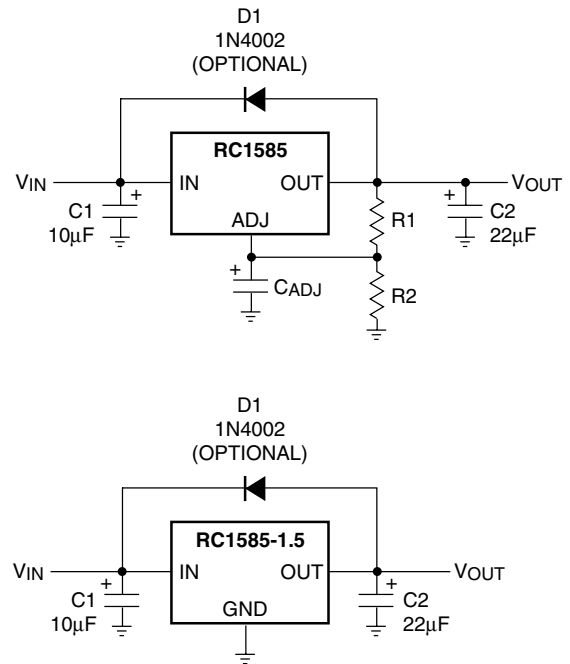 D1
1N4002
(OPTIONAL)
RC1585
VIN
IN
OUT
VOUT
C1
10μF
ADJ
R1
C2
22μF
CADJ
R2
D1
1N4002
(OPTIONAL)
RC1585-1.5
VIN
IN
OUT
VOUT
C1
10μF
GND
C2
22μF
+
+
+
+
+